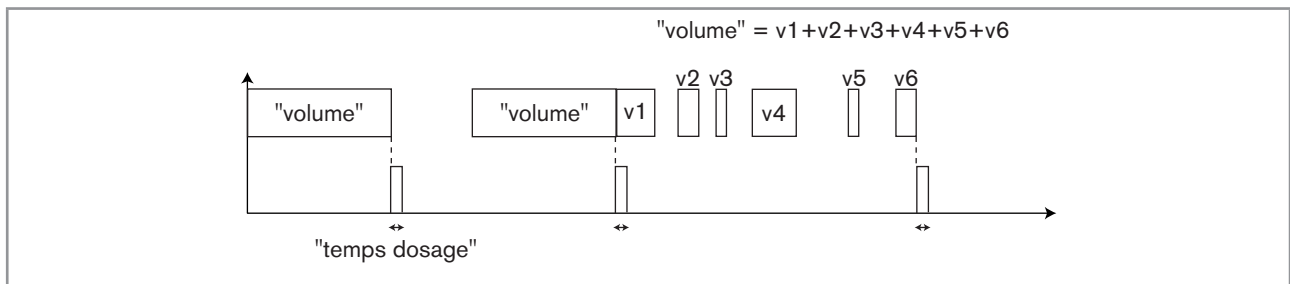 "volume" = v1+v2+v3+v4+v5+v6
v2 v3 v5 v6
"volume" "volume" v1 v4
"temps dosage"